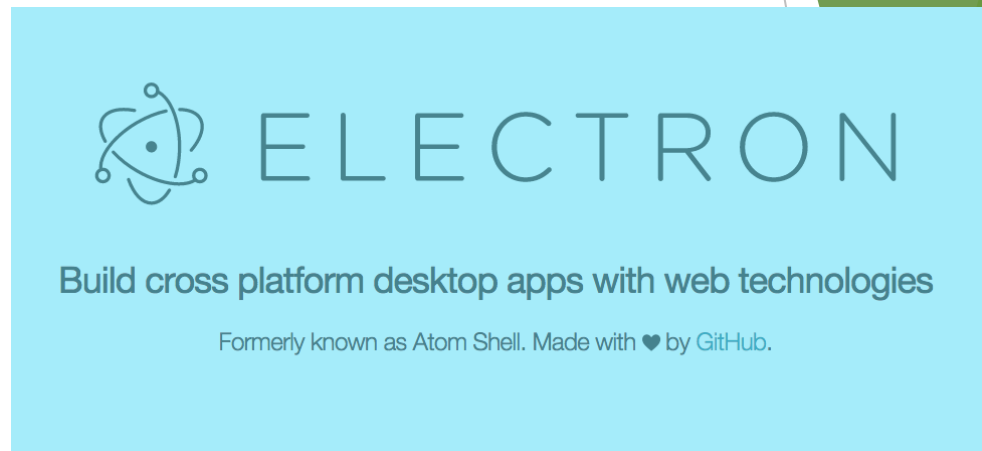 ELECTRON
Build cross platform desktop apps with web technologies
Formerly known as Atom Shell. Made with ♥ by GitHub.